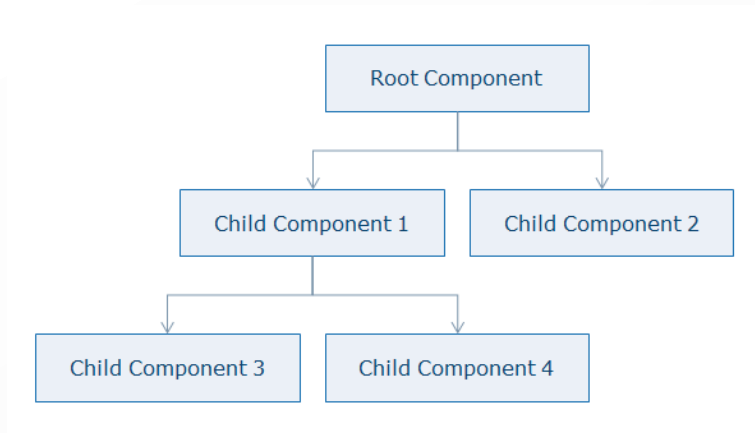 Root Component
Child Component 1
Child Component 2
Child Component 3
Child Component 4